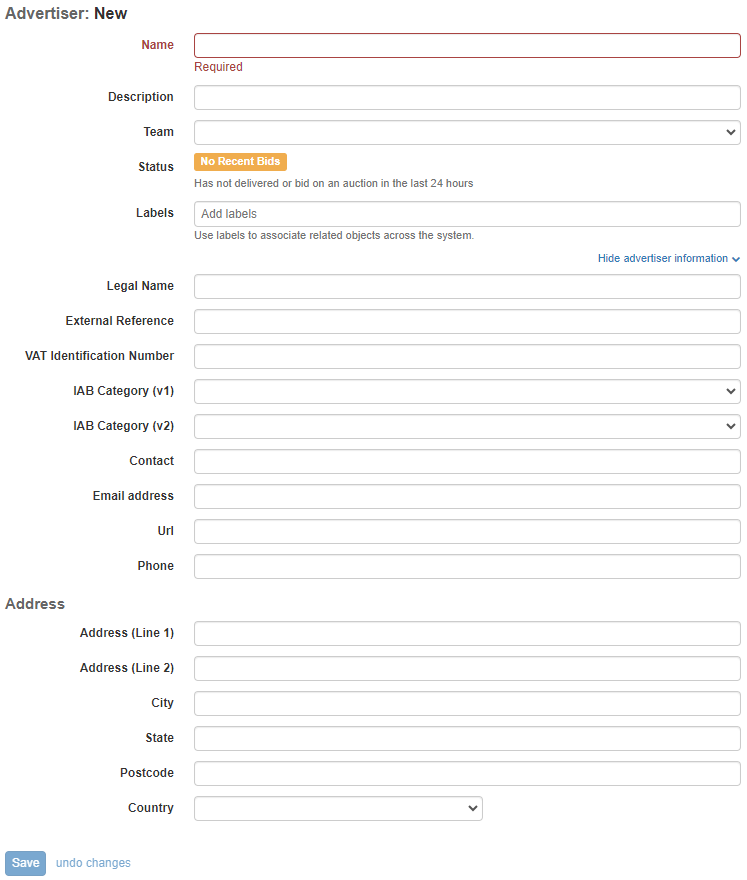 Advertiser: New
Name
Required
Description
Team
Status No Recent Bids
Has not delivered or bid on an auction in the last 24 hours
Labels Add labels
Use labels to associate related objects across the system.
Hide advertiser information
Legal Name
External Reference
VAT Identification Number
IAB Category (v1)
IAB Category (v2)
Contact
Email address
Url
Phone
Address
Address (Line 1)
Address (Line 2)
City
State
Postcode
Country
Save undo changes